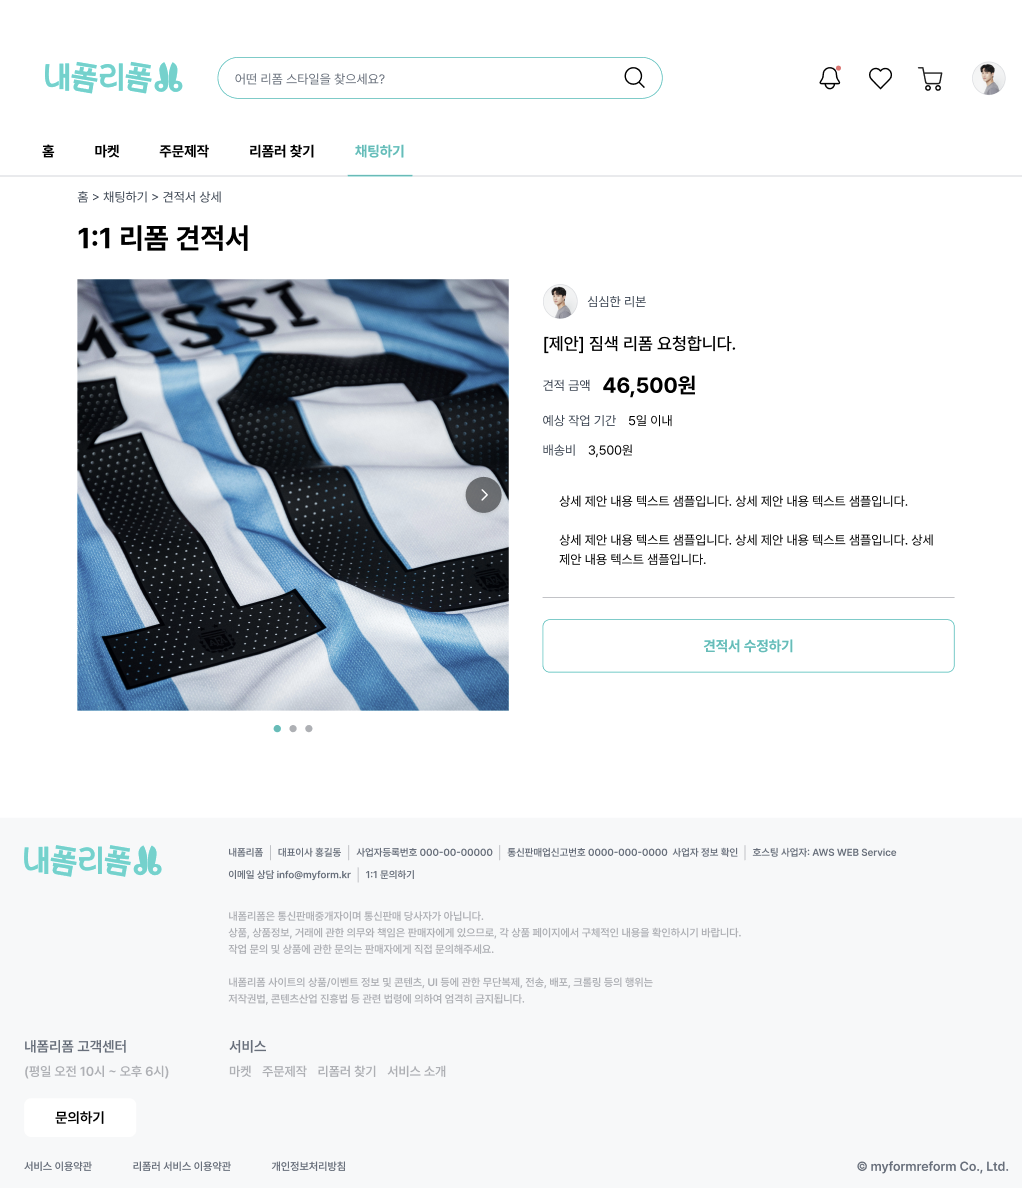 내폼리폼
어떤 리폼 스타일을 찾으세요?
홈 마켓 주문제작 리폼러 찾기 채팅하기
홈 > 채팅하기 > 견적서 상세
1:1 리폼 견적서
MESSI
10
심심한 리본
[제안] 짐색 리폼 요청합니다.
견적 금액 46,500원
예상 작업 기간 5일 이내
배송비 3,500원
상세 제안 내용 텍스트 샘플입니다. 상세 제안 내용 텍스트 샘플입니다.
상세 제안 내용 텍스트 샘플입니다. 상세 제안 내용 텍스트 샘플입니다. 상세
제안 내용 텍스트 샘플입니다.
견적서 수정하기
내폼리폼
내폼리폼 | 대표이사 홍길동 | 사업자등록번호 000-00-00000 | 통신판매업신고번호 0000-000-0000 사업자 정보 확인 | 호스팅 사업자: AWS WEB Service
이메일 상담 info@myform.kr | 1:1 문의하기
내폼리폼은 통신판매중개자이며 통신판매 당사자가 아닙니다.
상품, 상품정보, 거래에 관한 의무와 책임은 판매자에게 있으므로, 각 상품 페이지에서 구체적인 내용을 확인하시기 바랍니다.
작업 문의 및 상품에 관한 문의는 판매자에게 직접 문의해주세요.
내폼리폼 사이트의 상품/이벤트 정보 및 콘텐츠, UI 등에 관한 무단복제, 전송, 배포, 크롤링 등의 행위는
저작권법, 콘텐츠산업 진흥법 등 관련 법령에 의하여 엄격히 금지됩니다.
내폼리폼 고객센터
(평일 오전 10시 ~ 오후 6시)
문의하기
서비스
마켓 주문제작 리폼러 찾기 서비스 소개
서비스 이용약관 리폼러 서비스 이용약관 개인정보처리방침
© myformreform Co., Ltd.